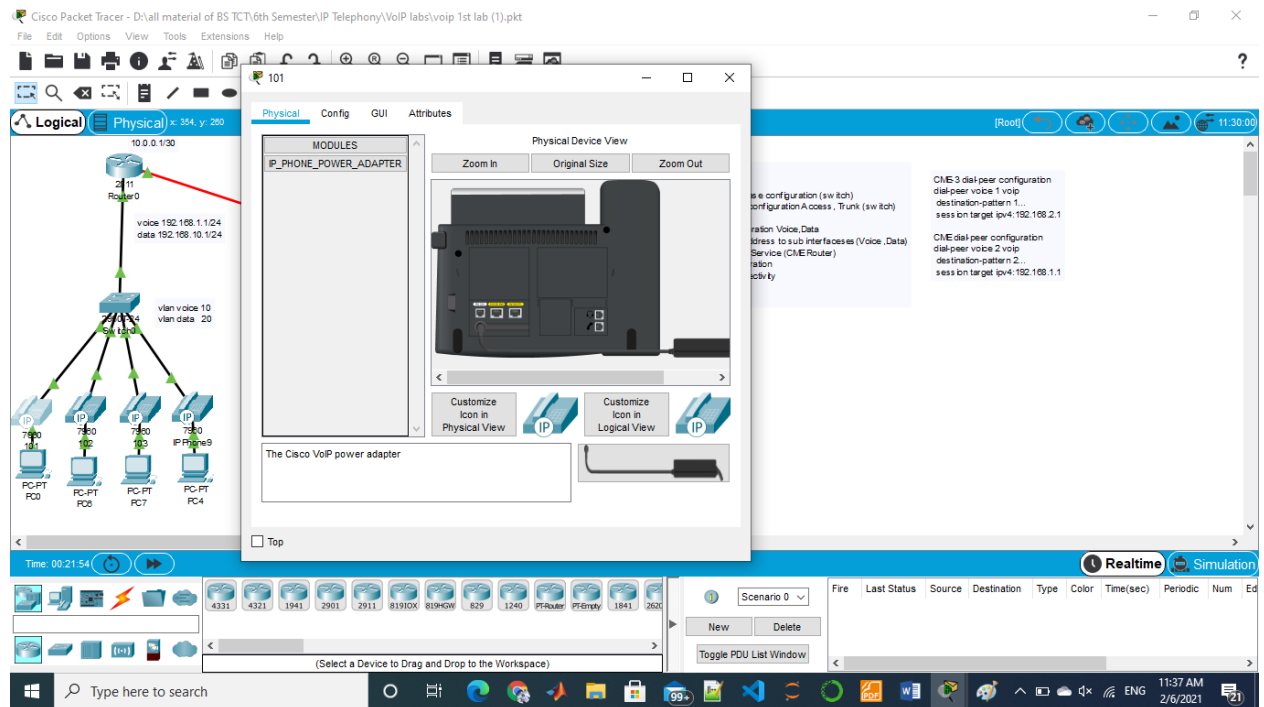 Cisco Packet Tracer - D:\all material of BS TCT\6th Semester\IP Telephony\VoIP labs\voip 1st lab (1).pkt
File Edit Options View Tools Extensions Help
?
101
Physical Config GUI Attributes
MODULES
IP_PHONE_POWER_ADAPTER
Physical Device View
Zoom In Original Size Zoom Out
Customize
Icon in
Physical View
IP
Customize
Icon in
Logical View
IP
The Cisco VoIP power adapter
Top
Logical
Physical
x: 354, y: 260
[Root]
11:30:00
10.0.0.1/30
Router0
voice 192.168.1.1/24
data 192.168.10.1/24
vlan voice 10
vlan data 20
Switch0
IP IP IP IP
7960 7960 7960 7960
101 102 103 IP Phone9
PC-PT PC-PT PC-PT PC-PT
PC0 PC6 PC7 PC4
e configuration (switch)
onfiguration Access , Trunk (switch)
ration Voice,Data
ddress to sub interfaceses (Voice ,Data)
Service (CME Router)
ration
ectivity
CME-3 dial-peer configuration
dial-peer voice 1 voip
destination-pattern 1...
session target ipv4:192.168.2.1
CME dial-peer configuration
dial-peer voice 2 voip
destination-pattern 2...
session target ipv4:192.168.1.1
Time: 00:21:54
Realtime
Simulation
4331 4321 1941 2901 2911 819IOX 819HGW 829 1240 PT-Router PT-Empty 1841 262
(Select a Device to Drag and Drop to the Workspace)
Scenario 0
New Delete
Toggle PDU List Window
Fire Last Status Source Destination Type Color Time(sec) Periodic Num Ed
Type here to search
99+
PDF
ENG
11:37 AM
2/6/2021
21